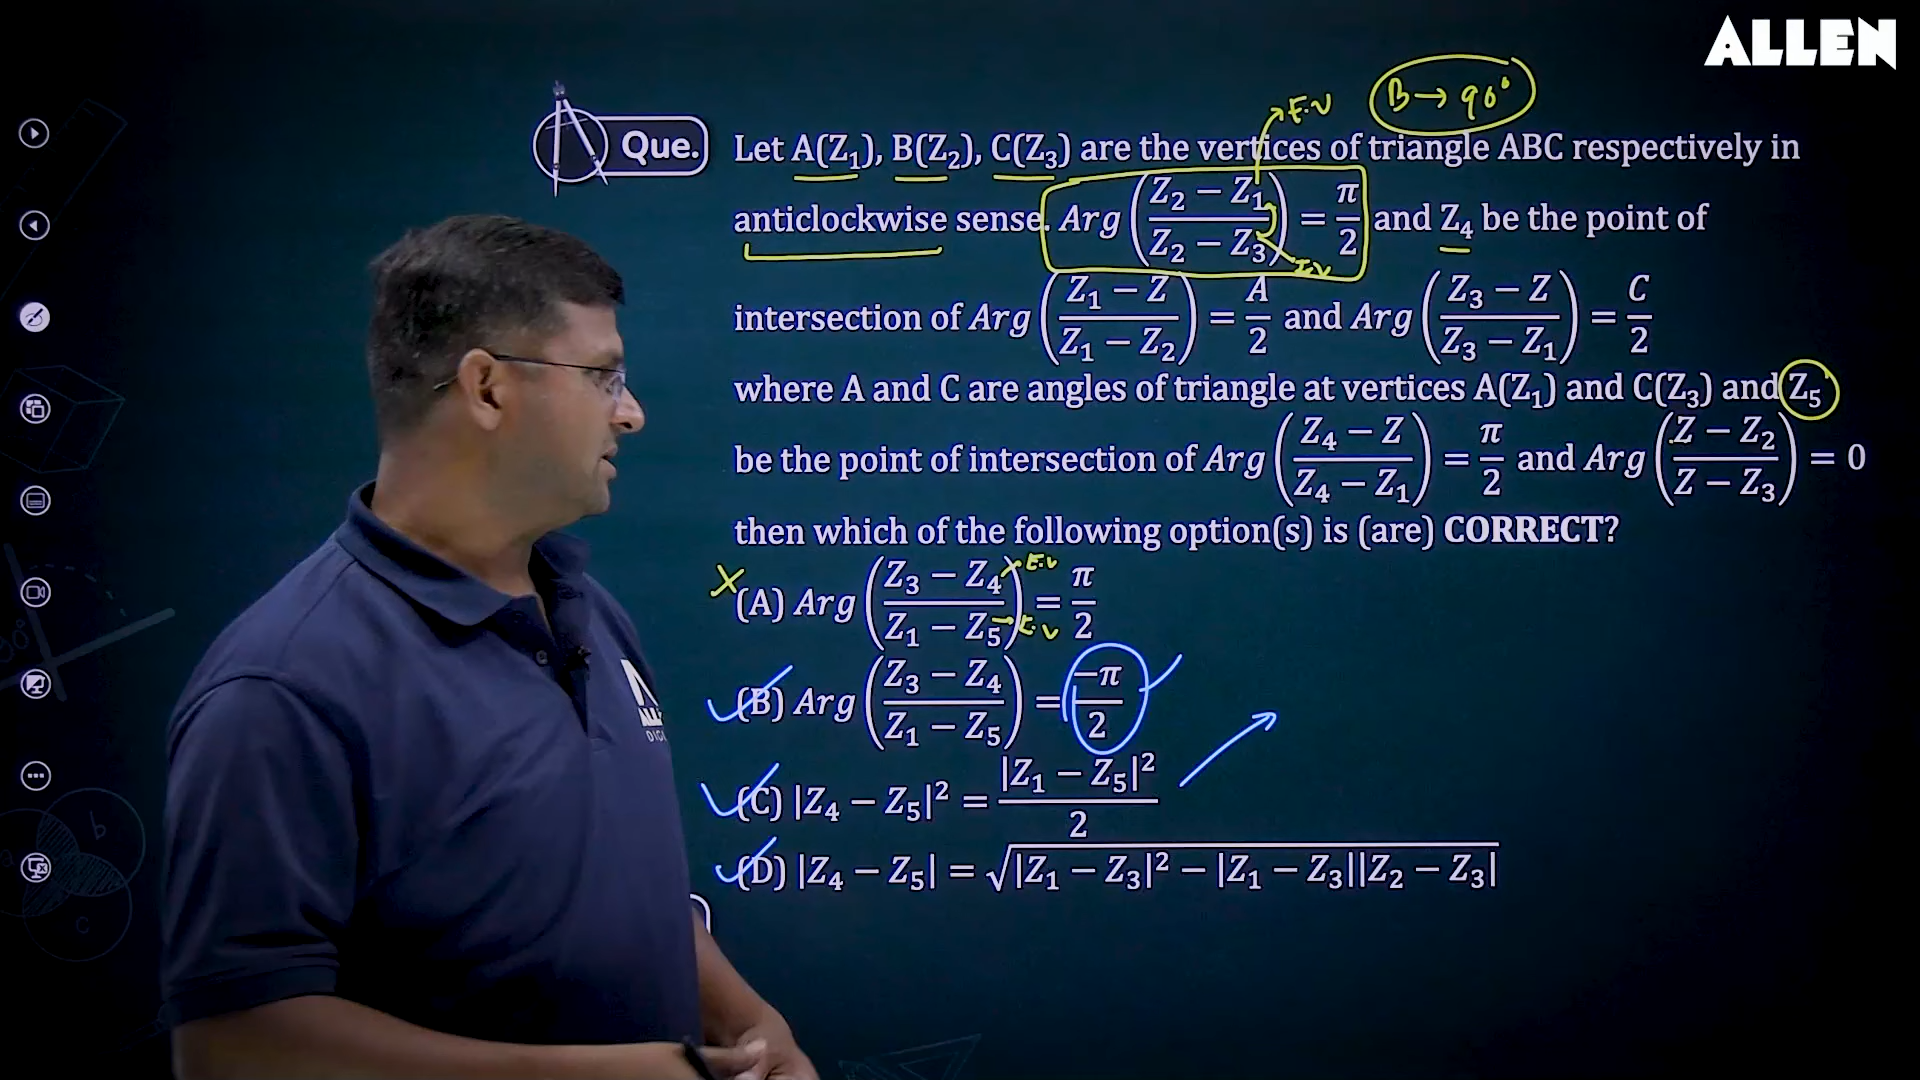 ALLEN
B → 90°
E.V
Que. Let A(Z₁), B(Z₂), C(Z₃) are the vertices of triangle ABC respectively in
anticlockwise sense. Arg((Z₂ − Z₁)/(Z₂ − Z₃)) = π/2 and Z₄ be the point of
intersection of Arg((Z₁ − Z)/(Z₁ − Z₂)) = A/2 and Arg((Z₃ − Z)/(Z₃ − Z₁)) = C/2
where A and C are angles of triangle at vertices A(Z₁) and C(Z₃) and Z₅
be the point of intersection of Arg((Z₄ − Z)/(Z₄ − Z₁)) = π/2 and Arg((Z − Z₂)/(Z − Z₃)) = 0
then which of the following option(s) is (are) CORRECT?
X (A) Arg((Z₃ − Z₄)/(Z₁ − Z₅)) = π/2
E.V
E.V
(B) Arg((Z₃ − Z₄)/(Z₁ − Z₅)) = −π/2
(C) |Z₄ − Z₅|² = |Z₁ − Z₅|²/2
(D) |Z₄ − Z₅| = √(|Z₁ − Z₃|² − |Z₁ − Z₃||Z₂ − Z₃|)
b
c